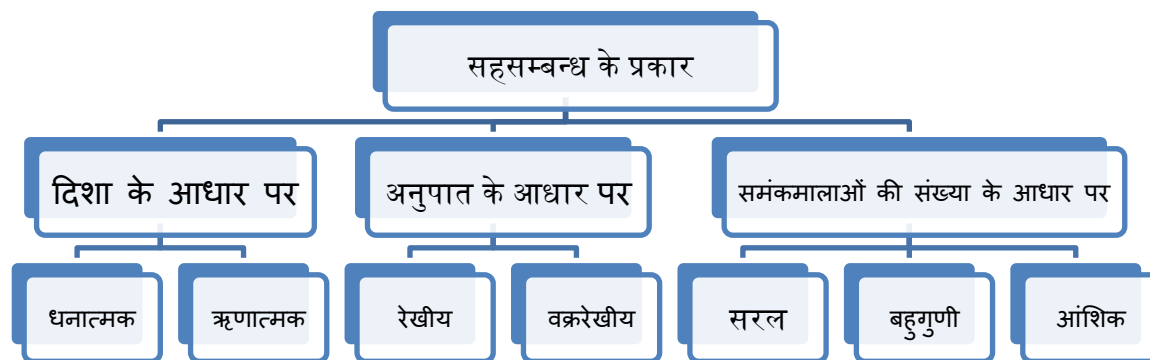 सहसम्बन्ध के प्रकार
दिशा के आधार पर
अनुपात के आधार पर
समंकमालाओं की संख्या के आधार पर
धनात्मक
ऋणात्मक
रेखीय
वक्ररेखीय
सरल
बहुगुणी
आंशिक